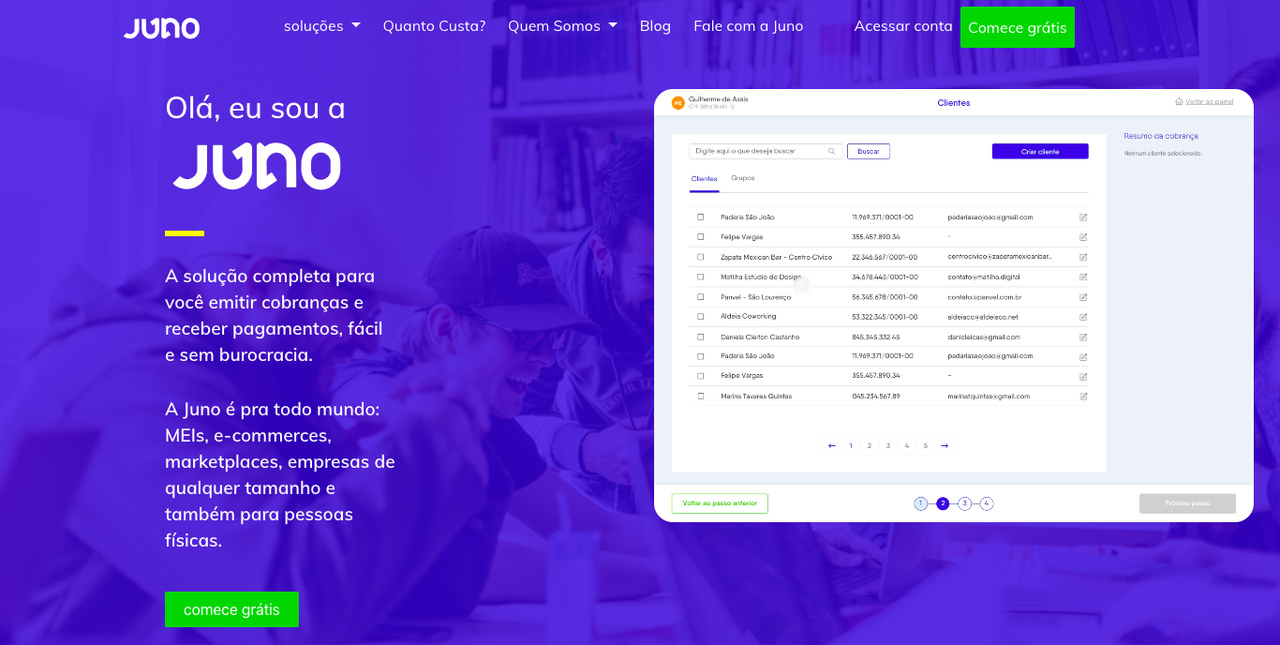 JUNO
soluções
Quanto Custa?
Quem Somos
Blog
Fale com a Juno
Acessar conta
Comece grátis
Olá, eu sou a
JUNO
A solução completa para
você emitir cobranças e
receber pagamentos, fácil
e sem burocracia.
A Juno é pra todo mundo:
MEIs, e-commerces,
marketplaces, empresas de
qualquer tamanho e
também para pessoas
físicas.
comece grátis
Guilherme de Assis
Clientes
Voltar ao painel
Digite aqui o que deseja buscar
Buscar
Criar cliente
Resumo da cobrança
Nenhum cliente selecionado.
Clientes
Grupos
Padaria São João 11.969.371/0001-00 padariasaojoao@gmail.com
Felipe Vargas 355.457.890.34 -
Zapata Mexican Bar - Centro Cívico 22.346.567/0001-00 centrocivico@zapatamexicanbar...
Matilha Estúdio de Design 34.678.443/0001-00 contato@matilha.digital
Panvel - São Lourenço 56.345.678/0001-00 contato@panvel.com.br
Aldeia Coworking 53.322.345/0001-00 aldeiacc@aldeiacc.net
Daniela Cleiton Castanho 845.345.332.45 danicleicas@gmail.com
Padaria São João 11.969.371/0001-00 padariasaojoao@gmail.com
Felipe Vargas 355.457.890.34 -
Marina Tavares Quintas 045.234.567.89 marinatquintas@gmail.com
← 1 2 3 4 5 →
Voltar ao passo anterior
1 2 3 4
Próximo passo